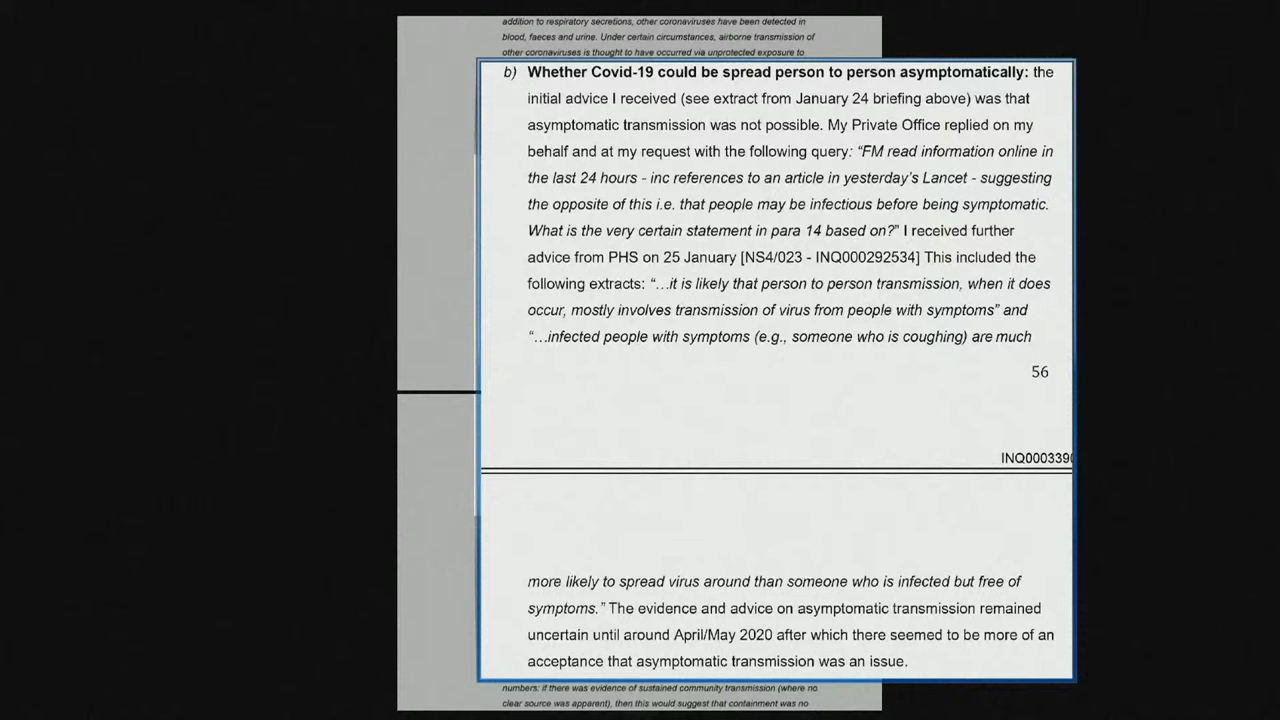 addition to respiratory secretions, other coronaviruses have been detected in
blood, faeces and urine. Under certain circumstances, airborne transmission of
other coronaviruses is thought to have occurred via unprotected exposure to
b) Whether Covid-19 could be spread person to person asymptomatically: the
initial advice I received (see extract from January 24 briefing above) was that
asymptomatic transmission was not possible. My Private Office replied on my
behalf and at my request with the following query: “FM read information online in
the last 24 hours - inc references to an article in yesterday’s Lancet - suggesting
the opposite of this i.e. that people may be infectious before being symptomatic.
What is the very certain statement in para 14 based on?” I received further
advice from PHS on 25 January [NS4/023 - INQ000292534] This included the
following extracts: “…it is likely that person to person transmission, when it does
occur, mostly involves transmission of virus from people with symptoms” and
“…infected people with symptoms (e.g., someone who is coughing) are much
56
INQ0003390
more likely to spread virus around than someone who is infected but free of
symptoms.” The evidence and advice on asymptomatic transmission remained
uncertain until around April/May 2020 after which there seemed to be more of an
acceptance that asymptomatic transmission was an issue.
numbers: if there was evidence of sustained community transmission (where no
clear source was apparent), then this would suggest that containment was no